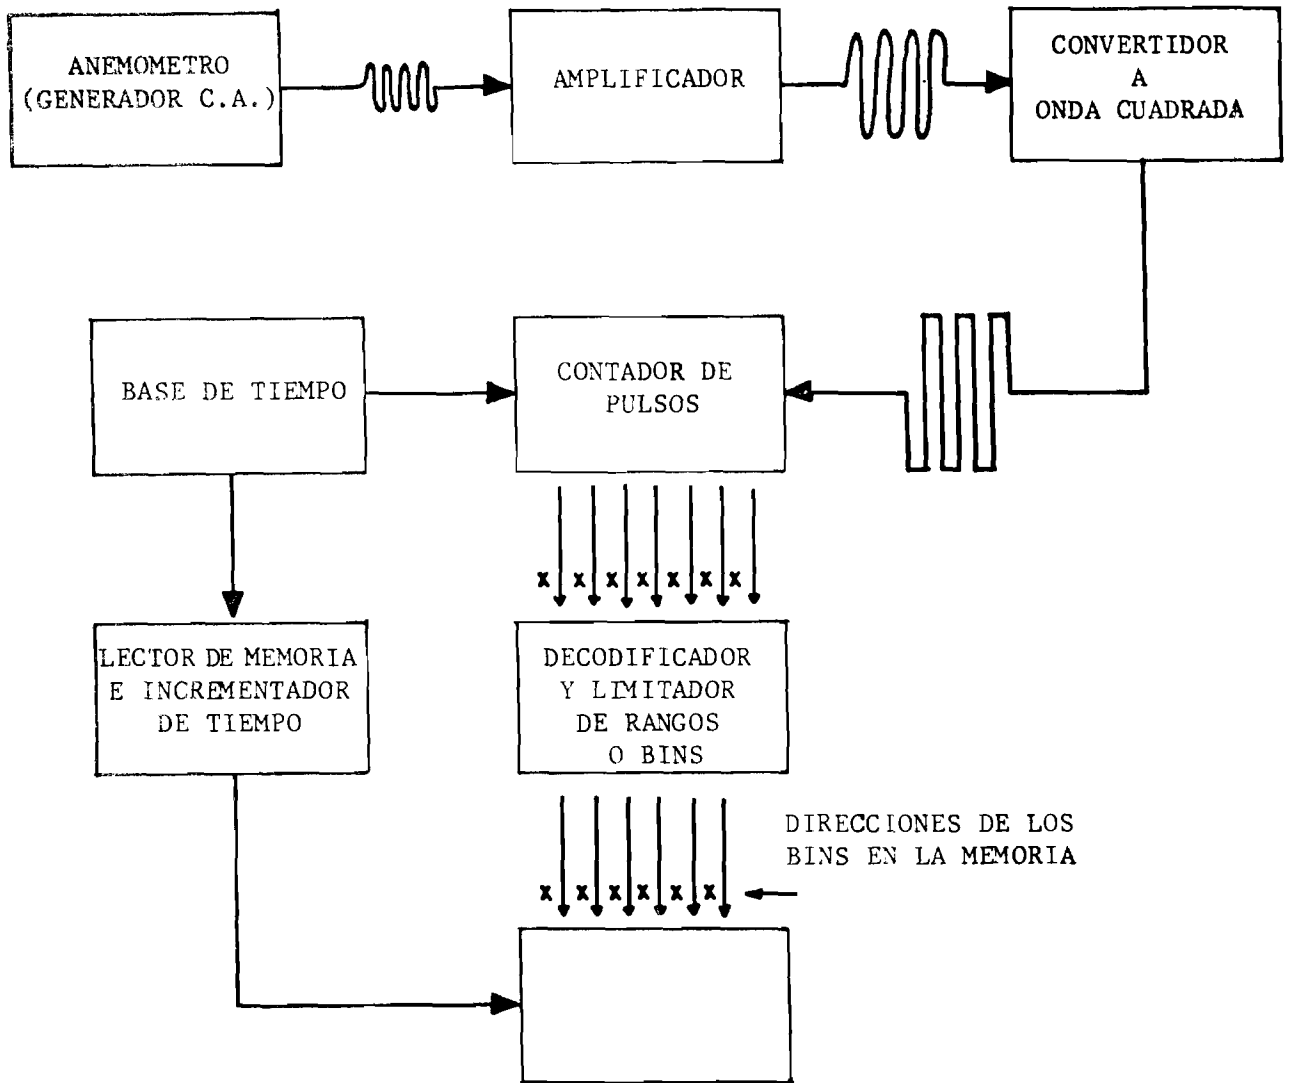 ANEMOMETRO
(GENERADOR C.A.)
AMPLIFICADOR
CONVERTIDOR
A
ONDA CUADRADA
BASE DE TIEMPO
CONTADOR DE
PULSOS
x x x x x x x
LECTOR DE MEMORIA
E INCREMENTADOR
DE TIEMPO
DECODIFICADOR
Y LIMITADOR
DE RANGOS
O BINS
DIRECCIONES DE LOS
BINS EN LA MEMORIA
x x x x x x